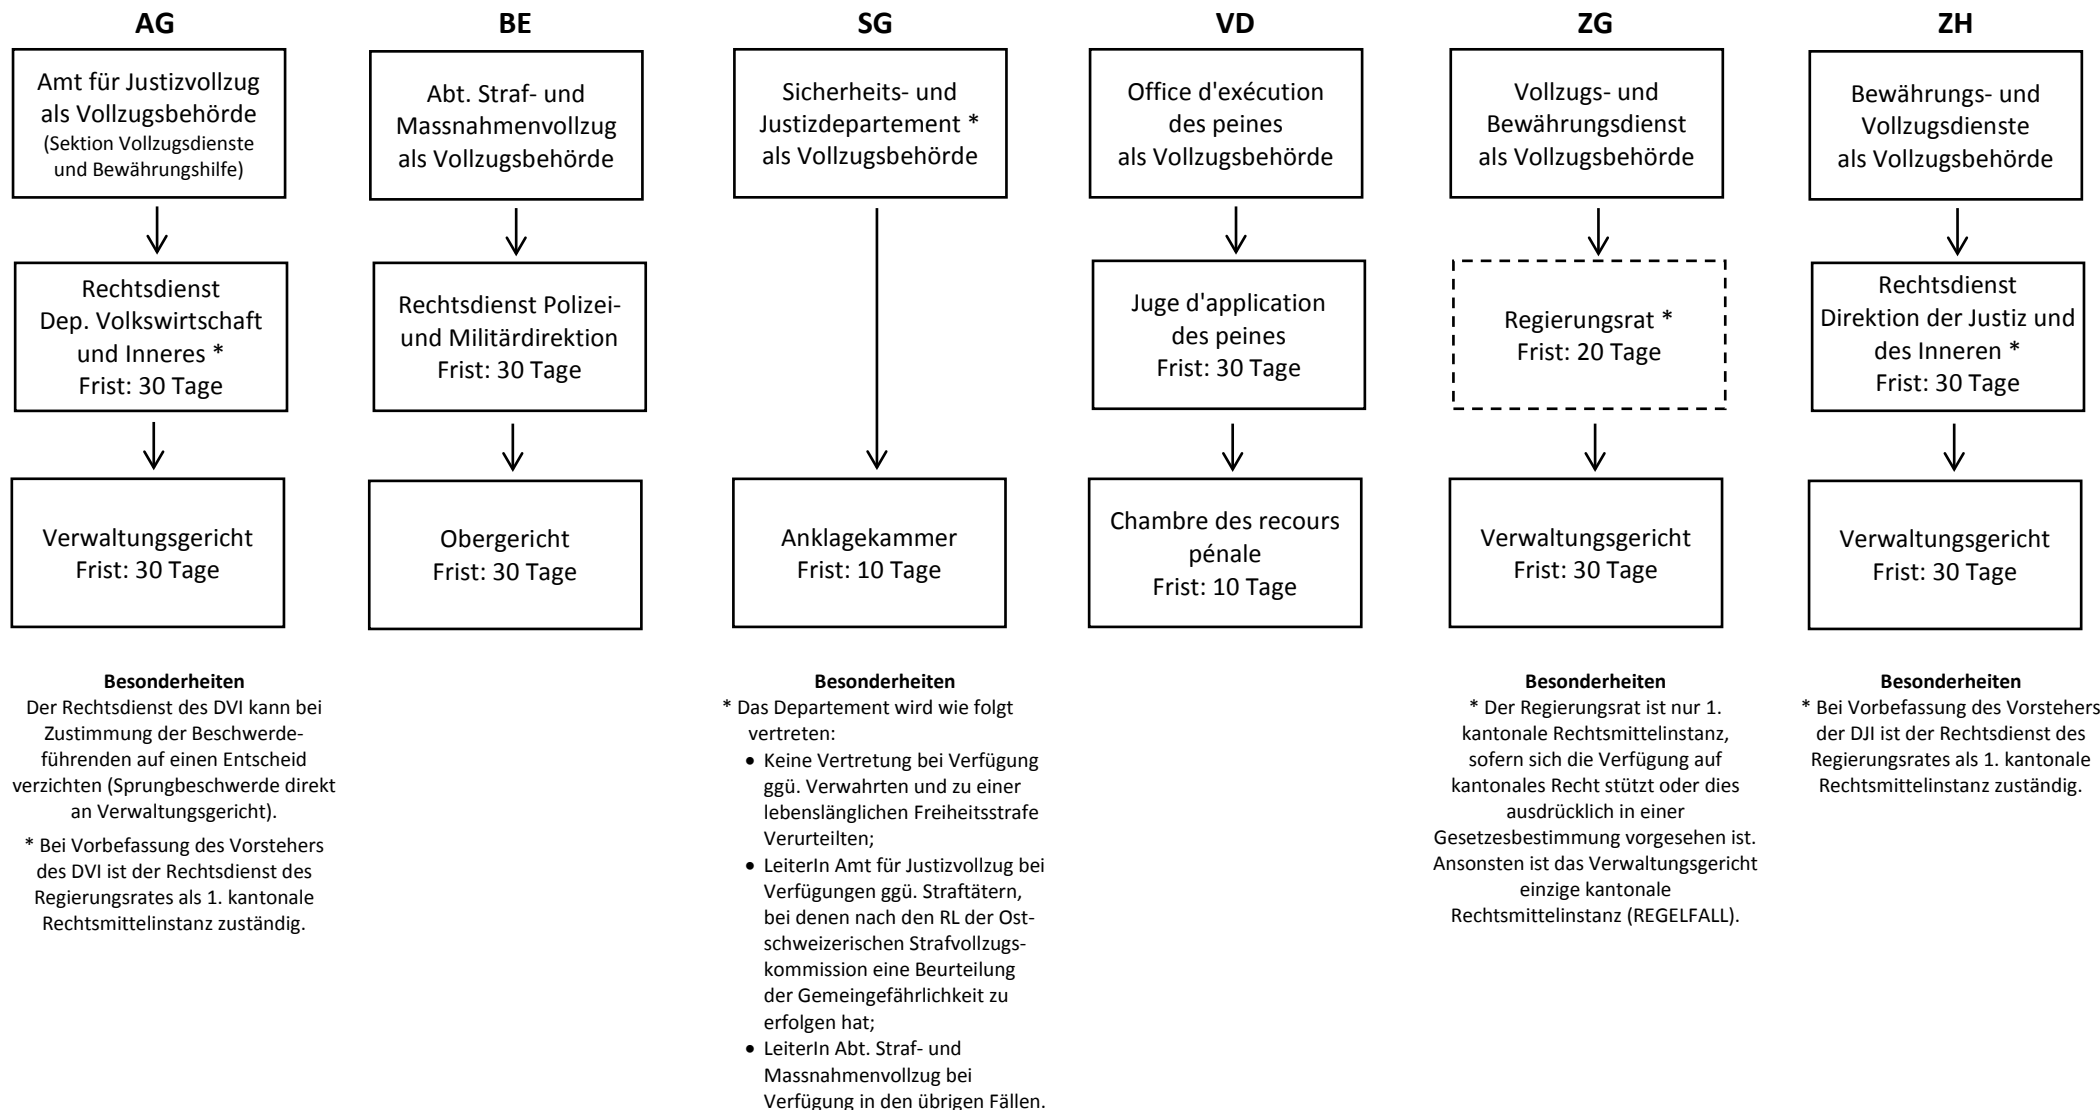 AG
Amt für Justizvollzug
als Vollzugsbehörde
(Sektion Vollzugsdienste
und Bewährungshilfe)
Rechtsdienst
Dep. Volkswirtschaft
und Inneres *
Frist: 30 Tage
Verwaltungsgericht
Frist: 30 Tage
Besonderheiten
Der Rechtsdienst des DVI kann bei
Zustimmung der Beschwerde-
führenden auf einen Entscheid
verzichten (Sprungbeschwerde direkt
an Verwaltungsgericht).
* Bei Vorbefassung des Vorstehers
des DVI ist der Rechtsdienst des
Regierungsrates als 1. kantonale
Rechtsmittelinstanz zuständig.
BE
Abt. Straf- und
Massnahmenvollzug
als Vollzugsbehörde
Rechtsdienst Polizei-
und Militärdirektion
Frist: 30 Tage
Obergericht
Frist: 30 Tage
SG
Sicherheits- und
Justizdepartement *
als Vollzugsbehörde
Anklagekammer
Frist: 10 Tage
Besonderheiten
* Das Departement wird wie folgt
vertreten:
• Keine Vertretung bei Verfügung
ggü. Verwahrten und zu einer
lebenslänglichen Freiheitsstrafe
Verurteilten;
• LeiterIn Amt für Justizvollzug bei
Verfügungen ggü. Straftätern,
bei denen nach den RL der Ost-
schweizerischen Strafvollzugs-
kommission eine Beurteilung
der Gemeingefährlichkeit zu
erfolgen hat;
• LeiterIn Abt. Straf- und
Massnahmenvollzug bei
Verfügung in den übrigen Fällen.
VD
Office d'exécution
des peines
als Vollzugsbehörde
Juge d'application
des peines
Frist: 30 Tage
Chambre des recours
pénale
Frist: 10 Tage
ZG
Vollzugs- und
Bewährungsdienst
als Vollzugsbehörde
Regierungsrat *
Frist: 20 Tage
Verwaltungsgericht
Frist: 30 Tage
Besonderheiten
* Der Regierungsrat ist nur 1.
kantonale Rechtsmittelinstanz,
sofern sich die Verfügung auf
kantonales Recht stützt oder dies
ausdrücklich in einer
Gesetzesbestimmung vorgesehen ist.
Ansonsten ist das Verwaltungsgericht
einzige kantonale
Rechtsmittelinstanz (REGELFALL).
ZH
Bewährungs- und
Vollzugsdienste
als Vollzugsbehörde
Rechtsdienst
Direktion der Justiz und
des Inneren *
Frist: 30 Tage
Verwaltungsgericht
Frist: 30 Tage
Besonderheiten
* Bei Vorbefassung des Vorstehers
der DJI ist der Rechtsdienst des
Regierungsrates als 1. kantonale
Rechtsmittelinstanz zuständig.